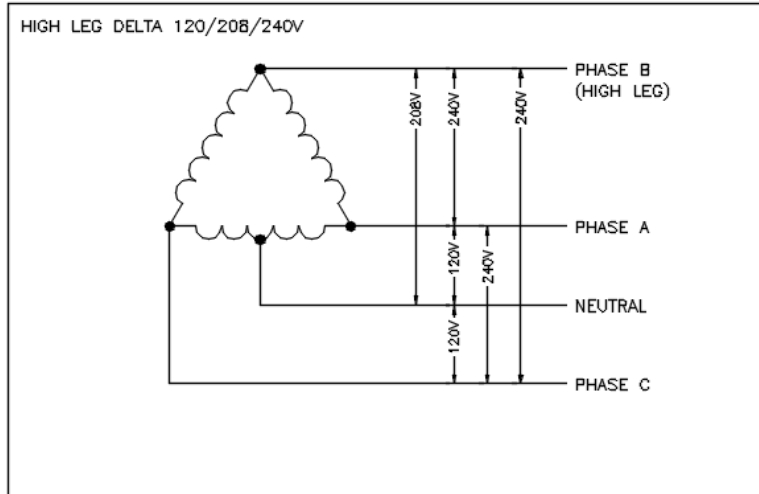 HIGH LEG DELTA 120/208/240V
PHASE B
(HIGH LEG)
208V
240V
240V
PHASE A
120V
240V
NEUTRAL
120V
PHASE C